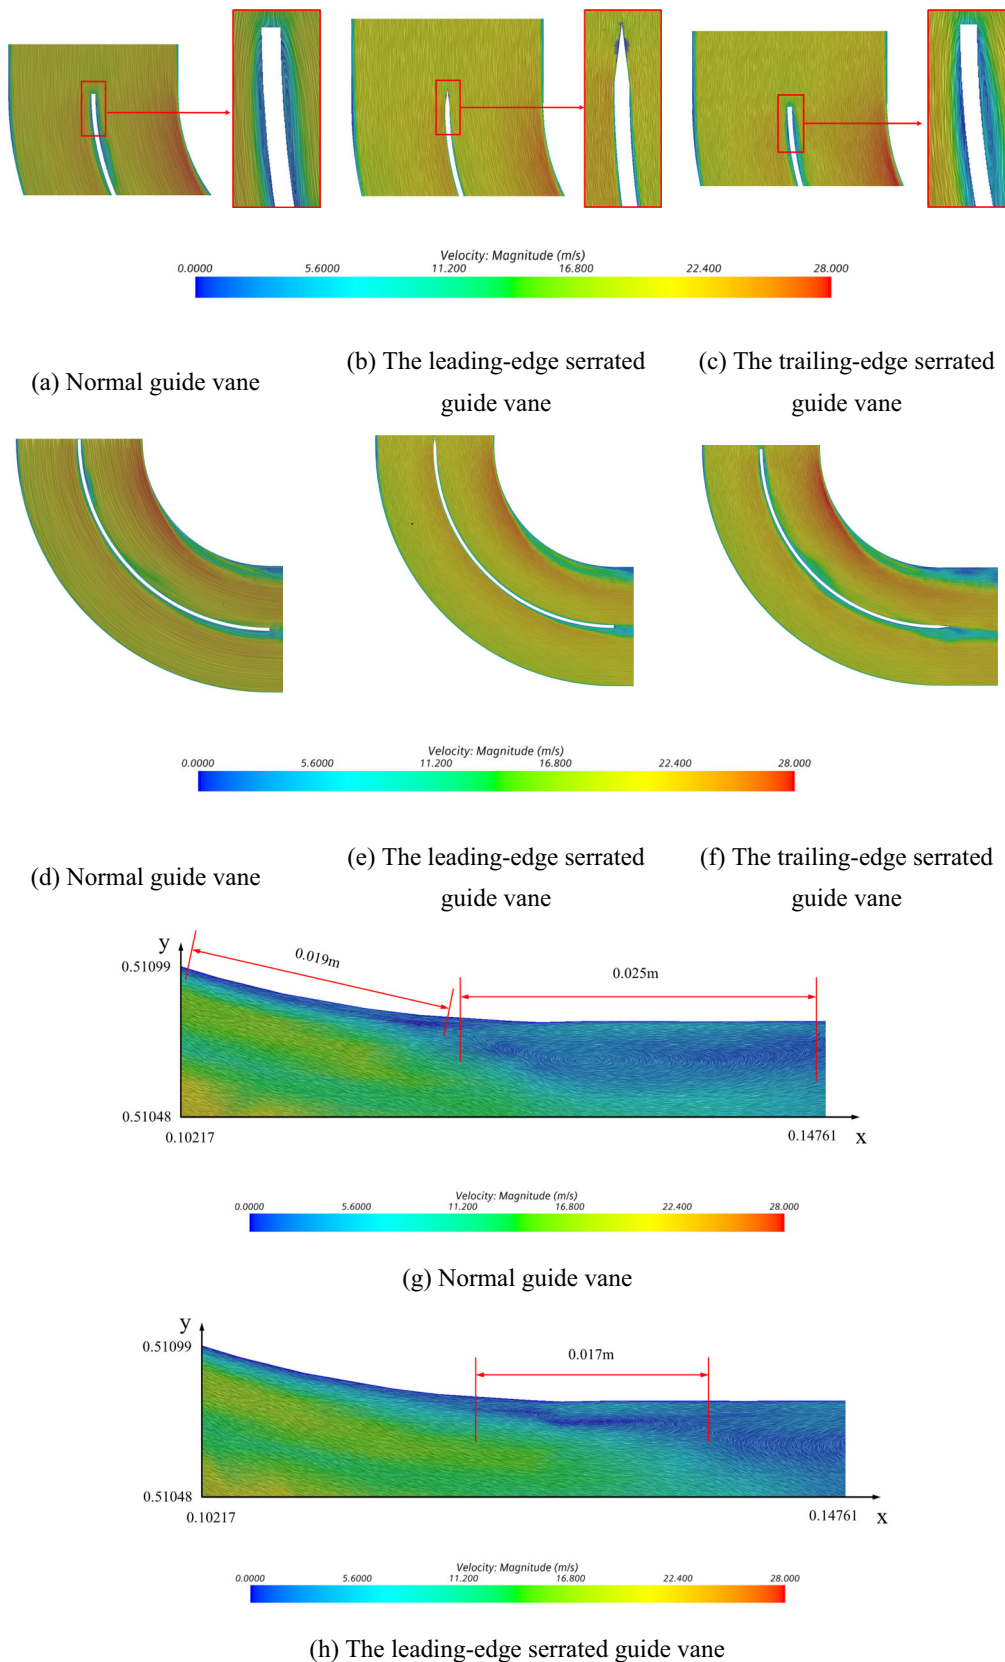 Velocity: Magnitude (m/s)
0.0000 5.6000 11.200 16.800 22.400 28.000
(a) Normal guide vane
(b) The leading-edge serrated
guide vane
(c) The trailing-edge serrated
guide vane
Velocity: Magnitude (m/s)
0.0000 5.6000 11.200 16.800 22.400 28.000
(d) Normal guide vane
(e) The leading-edge serrated
guide vane
(f) The trailing-edge serrated
guide vane
y
0.51099
0.019m
0.025m
0.51048
0.10217
0.14761
x
Velocity: Magnitude (m/s)
0.0000 5.6000 11.200 16.800 22.400 28.000
(g) Normal guide vane
y
0.51099
0.017m
0.51048
0.10217
0.14761
x
Velocity: Magnitude (m/s)
0.0000 5.6000 11.200 16.800 22.400 28.000
(h) The leading-edge serrated guide vane